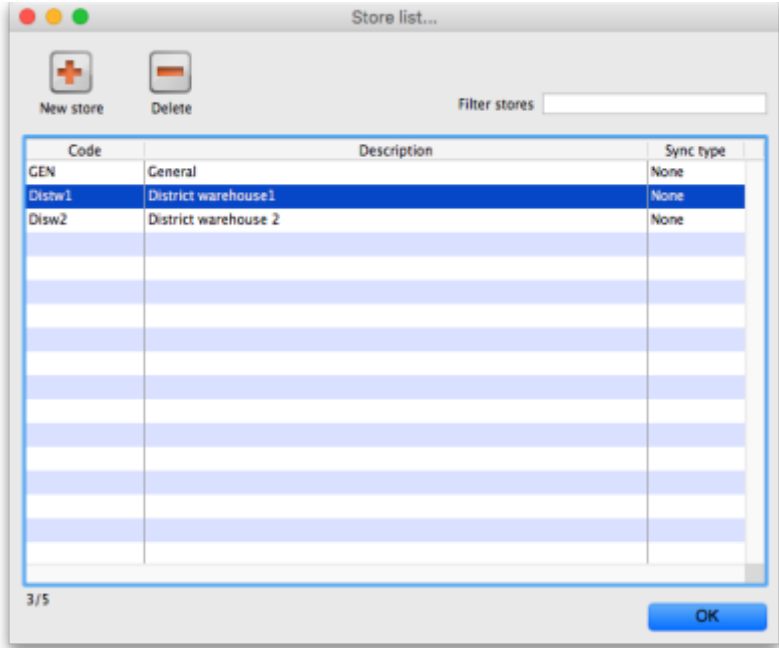 Store list...
New store Delete Filter stores
Code Description Sync type
GEN General None
Distw1 District warehouse1 None
Disw2 District warehouse 2 None
3/5
OK